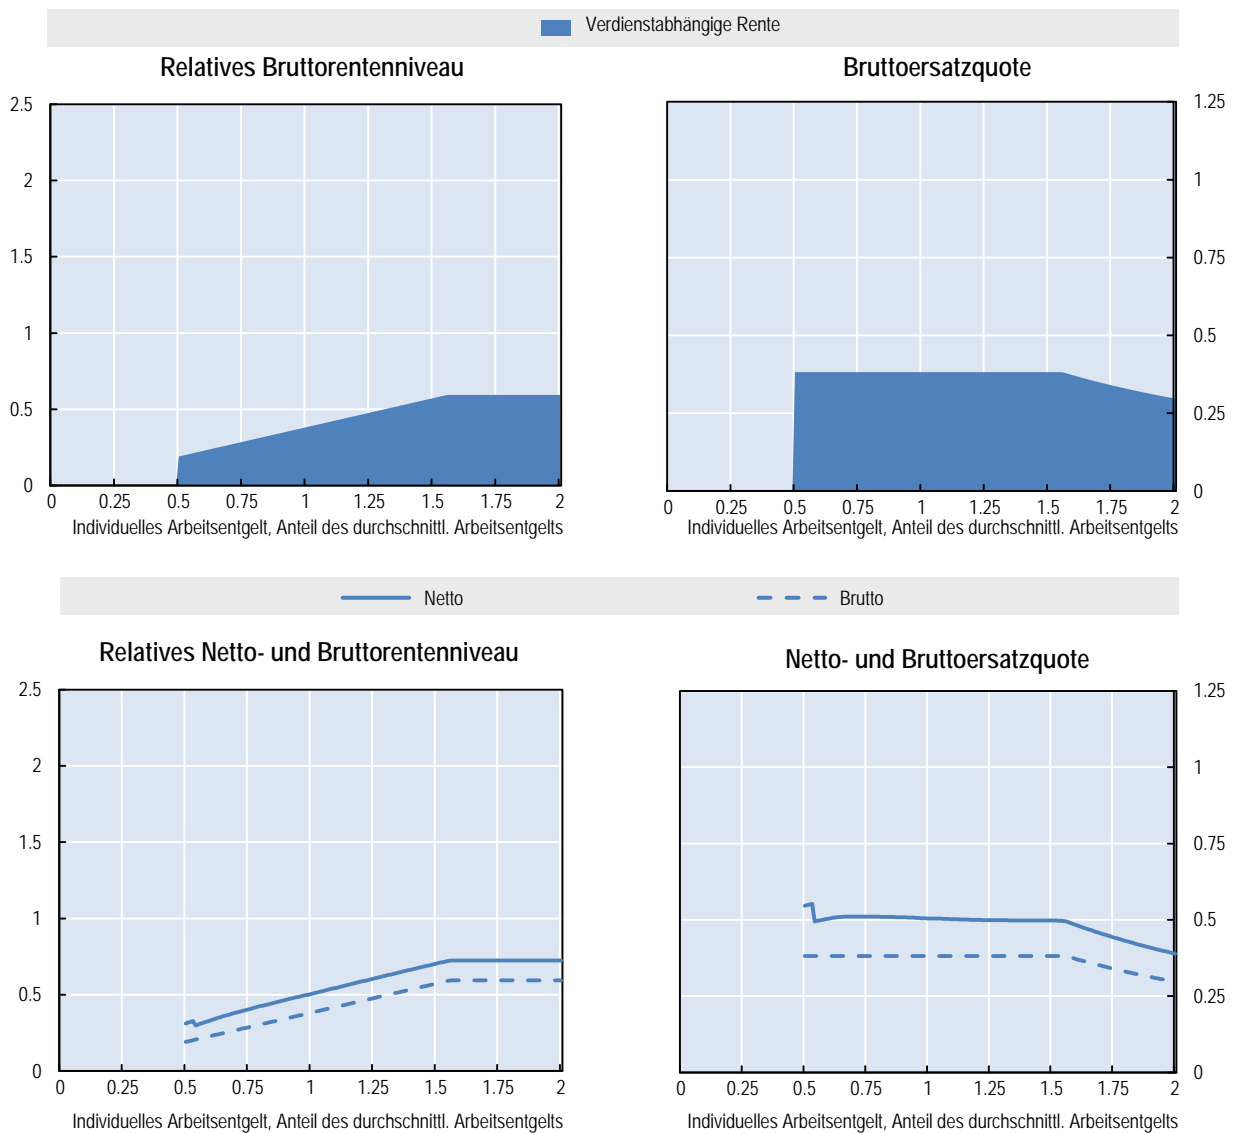 Verdienstabhängige Rente
Relatives Bruttorentenniveau
2.5
2
1.5
1
0.5
0
0 0.25 0.5 0.75 1 1.25 1.5 1.75 2
Individuelles Arbeitsentgelt, Anteil des durchschnittl. Arbeitsentgelts
Bruttoersatzquote
1.25
1
0.75
0.5
0.25
0
0 0.25 0.5 0.75 1 1.25 1.5 1.75 2
Individuelles Arbeitsentgelt, Anteil des durchschnittl. Arbeitsentgelts
Netto Brutto
Relatives Netto- und Bruttorentenniveau
2.5
2
1.5
1
0.5
0
0 0.25 0.5 0.75 1 1.25 1.5 1.75 2
Individuelles Arbeitsentgelt, Anteil des durchschnittl. Arbeitsentgelts
Netto- und Bruttoersatzquote
1.25
1
0.75
0.5
0.25
0
0 0.25 0.5 0.75 1 1.25 1.5 1.75 2
Individuelles Arbeitsentgelt, Anteil des durchschnittl. Arbeitsentgelts